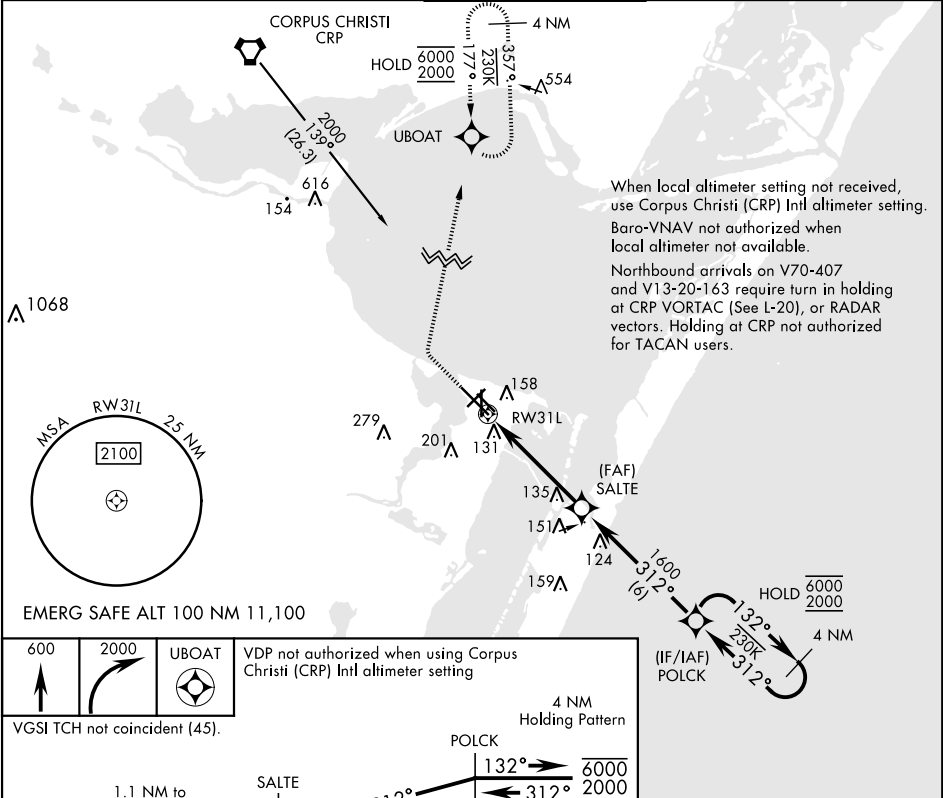 CORPUS CHRISTI
CRP
4 NM
HOLD 6000
2000
177°
230K
357°
554
UBOAT
2000
139°
(26.3)
616
154
When local altimeter setting not received,
use Corpus Christi (CRP) Intl altimeter setting.
Baro-VNAV not authorized when
local altimeter not available.
Northbound arrivals on V70-407
and V13-20-163 require turn in holding
at CRP VORTAC (See L-20), or RADAR
vectors. Holding at CRP not authorized
for TACAN users.
1068
158
RW31L
279
201
131
MSA RW31L 25 NM
2100
(FAF)
SALTE
135
151
124
159
1600
312°
(6)
HOLD 6000
2000
132°
230K
312°
4 NM
(IF/IAF)
POLCK
EMERG SAFE ALT 100 NM 11,100
600 2000 UBOAT
VDP not authorized when using Corpus
Christi (CRP) Intl altimeter setting
VGSI TCH not coincident (45).
4 NM
Holding Pattern
POLCK
132° 6000
312° 2000
1.1 NM to
SALTE
312°